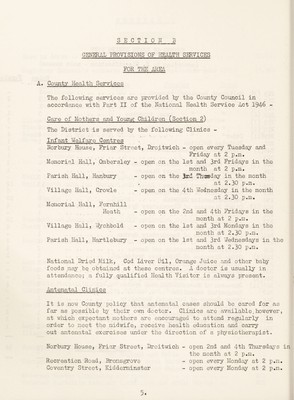 SECTION B
GENERAL PROVISIONS OF HEALTH SERVICES
FOR THE AREA
A. County Health Services
The following services are provided by the County Council in
accordance with Part II of the National Health Service Act 1946 -
Care of Mothers and Young Children (Section 2)
The District is served by the following Clinics -
Infant Welfare Centres
Norbury House, Friar Street, Droitwich - open every Tuesday and
Friday at 2 p.m.
Memorial Hall, Ombersley - open on the 1st and 3rd Fridays in the
month at 2 p.m.
Parish Hall, Hanbury - open on the 3rd Tuesday in the month
at 2.30 p.m.
Village Hall, Crowle - open on the 4th Wednesday in the month
at 2.30 p.m.
Memorial Hall, Fernhill
Heath - open on the 2nd and 4th Fridays in the
month at 2 p.m.
Village Hall, Wychbold - open on the 1st and 3rd Mondays in the
month at 2.30 p.m.
Parish Hall, Hartlebury - open on the 1st and 3rd Wednesdays in the
month at 2.30 p.m.
National Dried Milk, Cod Liver Oil, Orange Juice and other baby
foods may be obtained at these centres. A doctor is usually in
attendance; a fully qualified Health Visitor is always present.
Antenatal Clinics
It is now County policy that antenatal cases should be cared for as
far as possible by their own doctor. Clinics are available, however,
at which expectant mothers are encouraged to attend regularly in
order to meet the midwife, receive health education and carry
out antenatal exercises under the direction of a physiotherapist.
Norbury House, Friar Street, Droitwich - open 2nd and 4th Thursdays in
the month at 2 p.m.
Recreation Road, Bromsgrove - open every Monday at 2 p.m.
Coventry Street, Kidderminster - open every Monday at 2 p.m.
5.